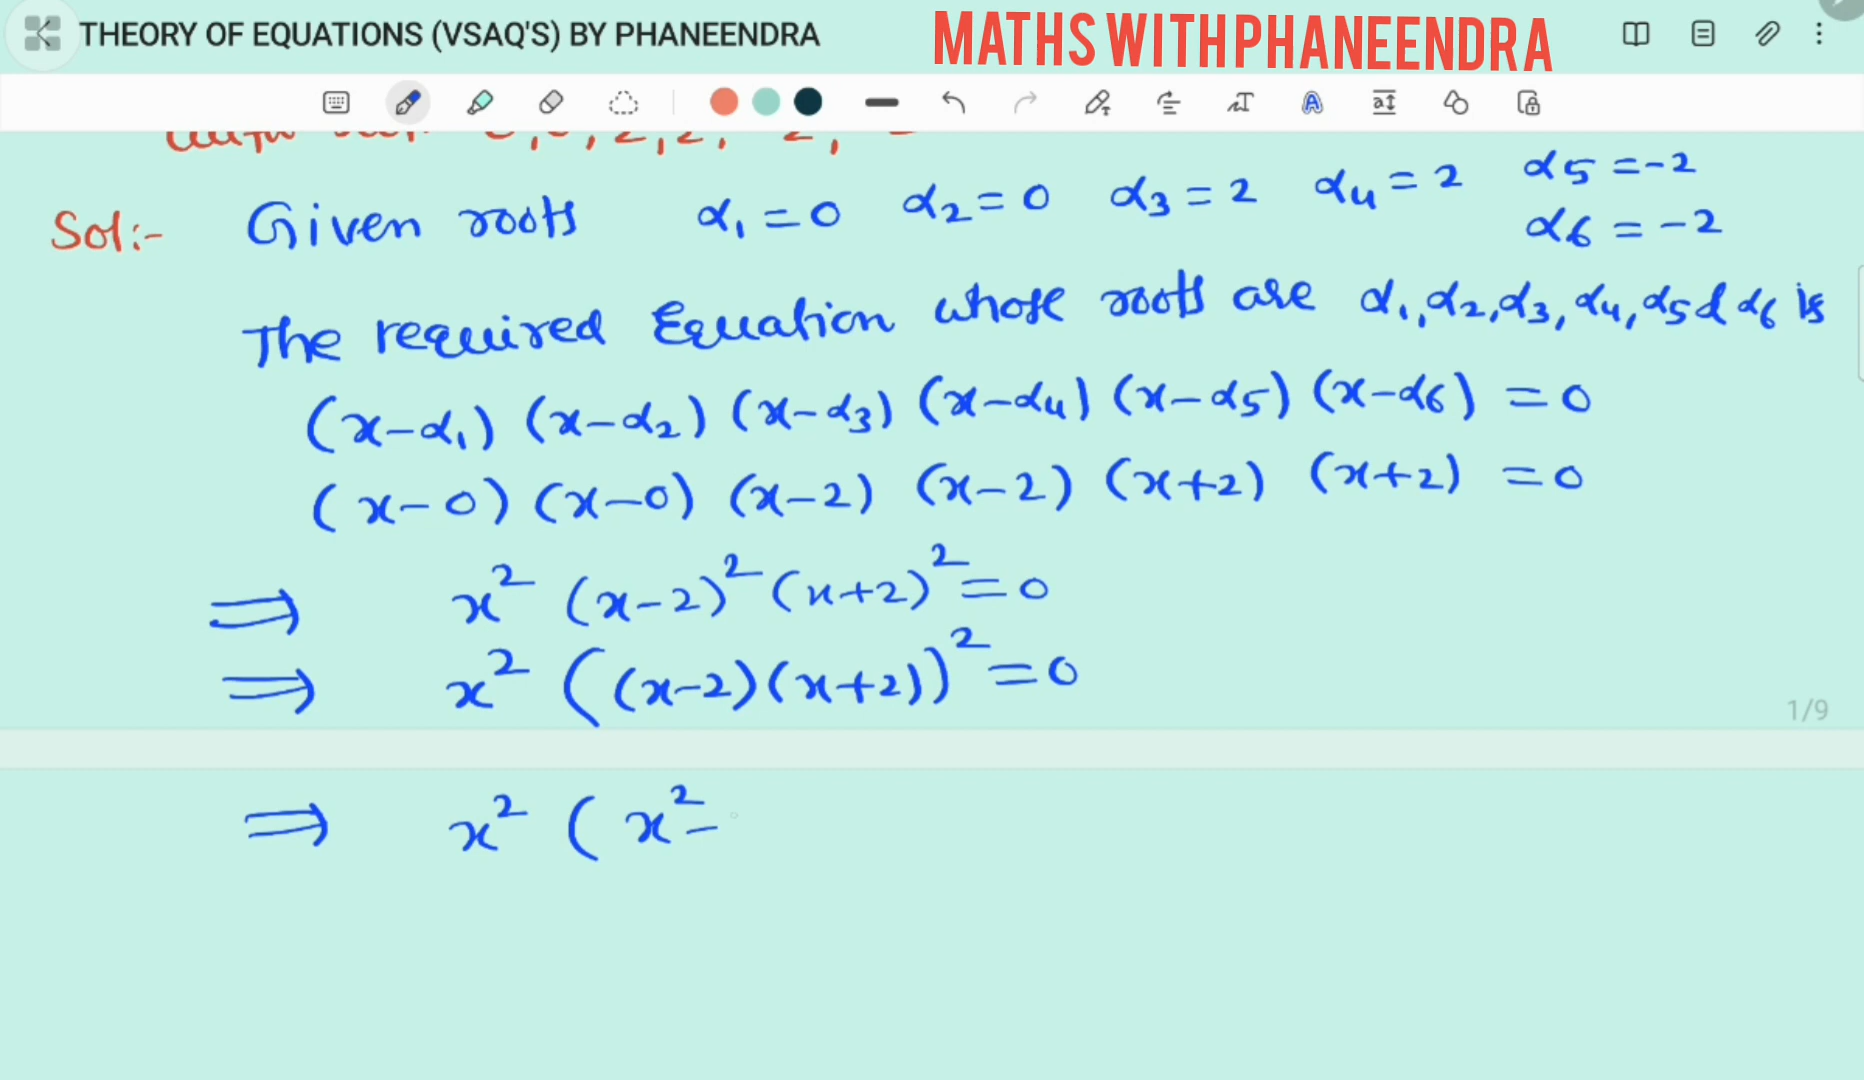 THEORY OF EQUATIONS (VSAQ'S) BY PHANEENDRA
MATHS WITH PHANEENDRA
Sol:- Given roots α₁ = 0 α₂ = 0 α₃ = 2 α₄ = 2 α5 = -2
α6 = -2
The required Equation whose roots are α₁, α₂, α₃, α₄, α5 & α6 is
(x-α₁) (x-α₂) (x-α₃) (x-α₄) (x-α5) (x-α6) = 0
(x-0) (x-0) (x-2) (x-2) (x+2) (x+2) = 0
⇒ x² (x-2)² (x+2)² = 0
⇒ x² ((x-2)(x+2))² = 0
1/9
⇒ x² ( x² -